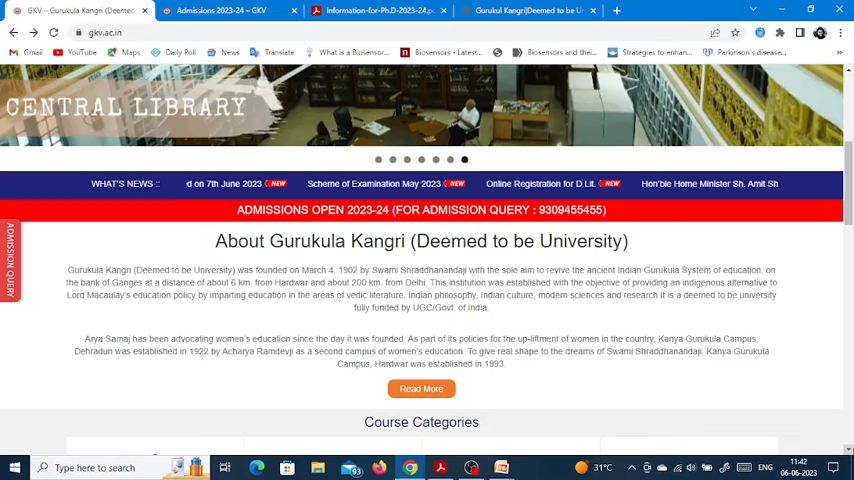 GKV – Gurukula Kangri (Deemed
Admissions 2023-24 – GKV
Information-for-Ph.D-2023-24.p
Gurukul Kangri|Deemed to be Un
gkv.ac.in
Gmail
YouTube
Maps
Daily Poll
News
Translate
What is a Biosensor...
Biosensors - Latest...
Biosensors and thei...
Strategies to enhan...
Parkinson's disease...
CENTRAL LIBRARY
WHAT'S NEWS ::
d on 7th June 2023 NEW
Scheme of Examination May 2023 NEW
Online Registration for D.Lit. NEW
Hon'ble Home Minister Sh. Amit Sh
ADMISSIONS OPEN 2023-24 (FOR ADMISSION QUERY : 9309455455)
ADMISSION QUERY
About Gurukula Kangri (Deemed to be University)
Gurukula Kangri (Deemed to be University) was founded on March 4, 1902 by Swami Shraddhanandaji with the sole aim to revive the ancient Indian Gurukula System of education, on
the bank of Ganges at a distance of about 6 km. from Hardwar and about 200 km. from Delhi. This institution was established with the objective of providing an indigenous alternative to
Lord Macaulay's education policy by imparting education in the areas of vedic literature, Indian philosophy, Indian culture, modern sciences and research.It is a deemed to be university
fully funded by UGC/Govt. of India.
Arya Samaj has been advocating women's education since the day it was founded. As part of its policies for the up-liftment of women in the country, Kanya Gurukula Campus,
Dehradun was established in 1922 by Acharya Ramdevji as a second campus of women's education. To give real shape to the dreams of Swami Shraddhanandaji, Kanya Gurukula
Campus, Hardwar was established in 1993.
Read More
Course Categories
Type here to search
93
31°C
ENG
11:42
06-06-2023